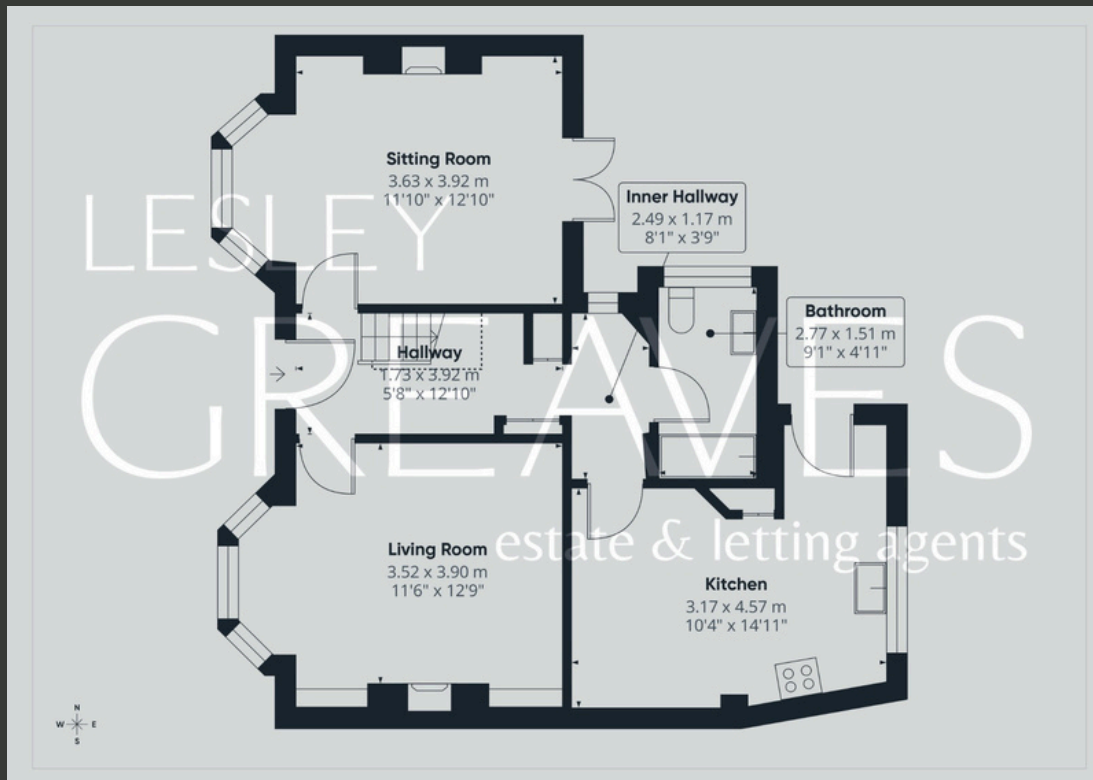 Sitting Room
3.63 x 3.92 m
11'10" x 12'10"
Inner Hallway
2.49 x 1.17 m
8'1" x 3'9"
LESLEY
GREAVES
estate & letting agents
Bathroom
2.77 x 1.51 m
9'1" x 4'11"
Hallway
1.73 x 3.92 m
5'8" x 12'10"
Living Room
3.52 x 3.90 m
11'6" x 12'9"
Kitchen
3.17 x 4.57 m
10'4" x 14'11"
N
W E
S